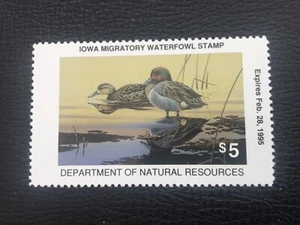 IOWA MIGRATORY WATERFOWL STAMP
Expires Feb. 28, 1995
$5
DEPARTMENT OF NATURAL RESOURCES